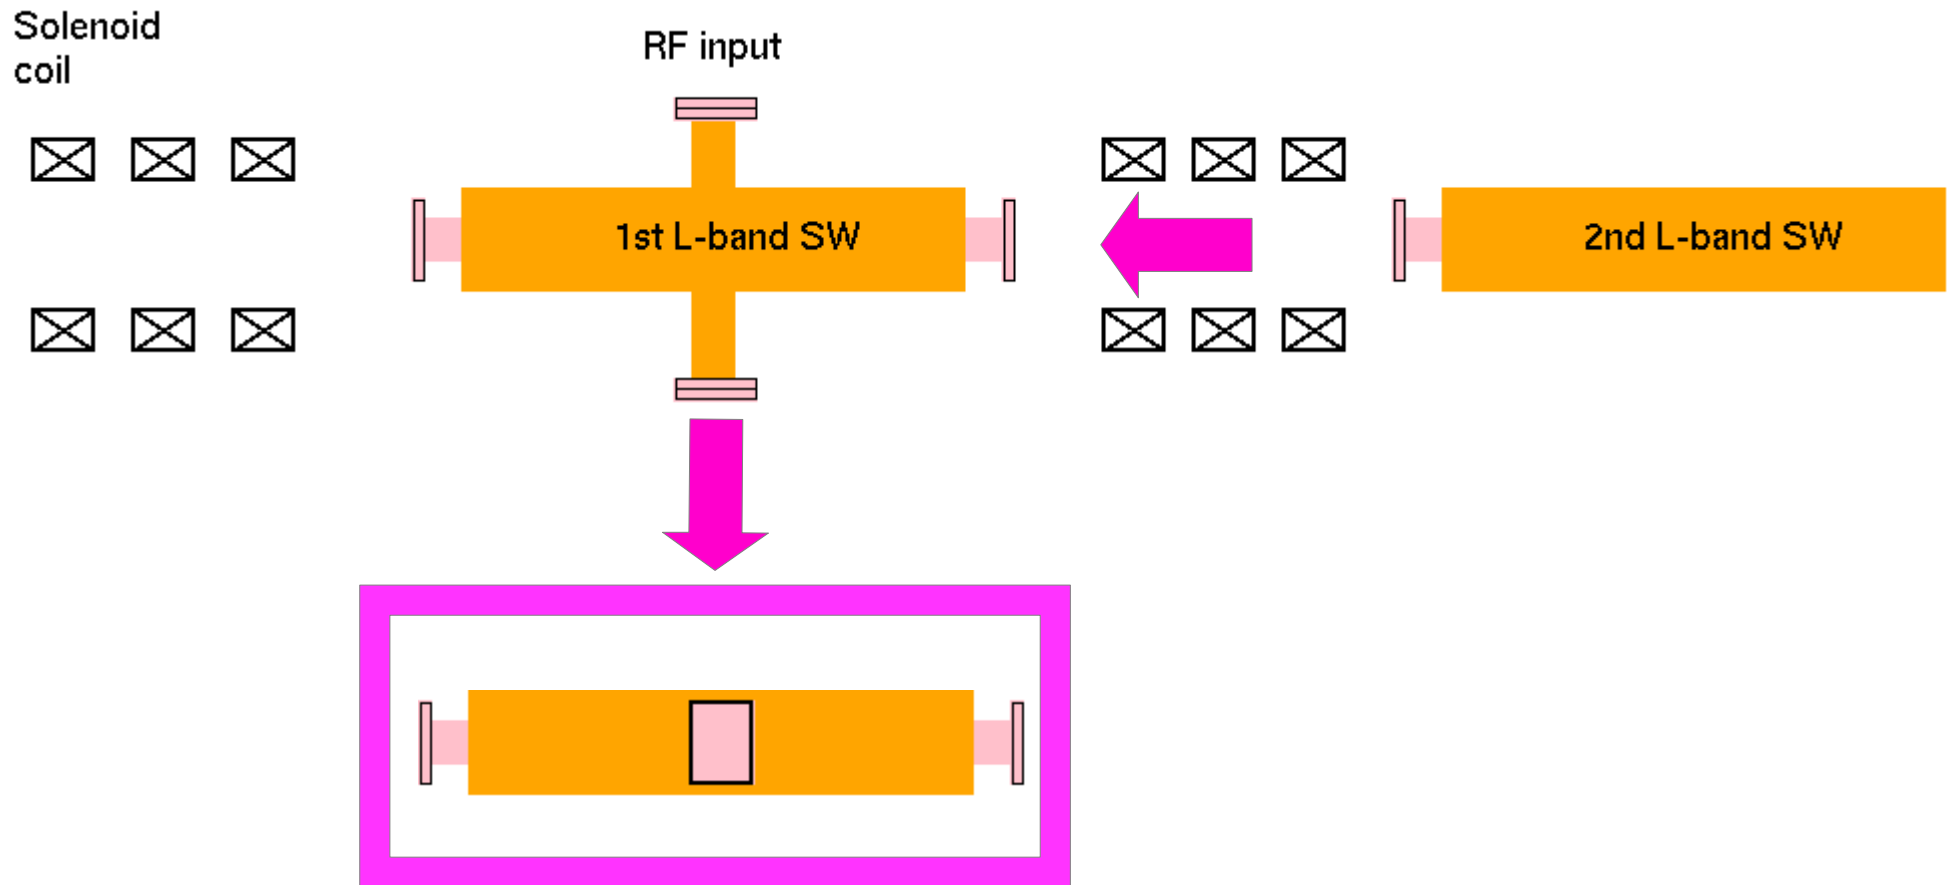 Solenoid
coil
RF input
1st L-band SW
2nd L-band SW